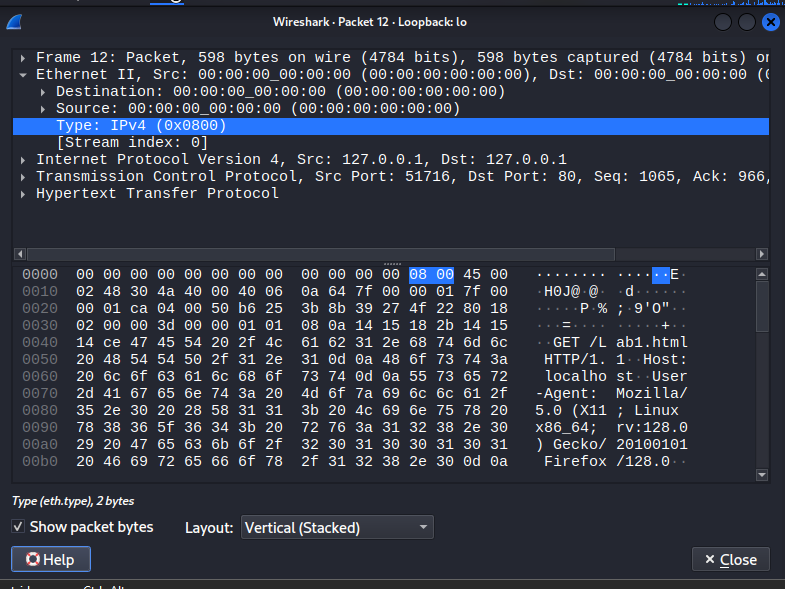 Wireshark · Packet 12 · Loopback: lo
Frame 12: Packet, 598 bytes on wire (4784 bits), 598 bytes captured (4784 bits) or
Ethernet II, Src: 00:00:00_00:00:00 (00:00:00:00:00:00), Dst: 00:00:00_00:00:00 (0
Destination: 00:00:00_00:00:00 (00:00:00:00:00:00)
Source: 00:00:00_00:00:00 (00:00:00:00:00:00)
Type: IPv4 (0x0800)
[Stream index: 0]
Internet Protocol Version 4, Src: 127.0.0.1, Dst: 127.0.0.1
Transmission Control Protocol, Src Port: 51716, Dst Port: 80, Seq: 1065, Ack: 966,
Hypertext Transfer Protocol
0000 00 00 00 00 00 00 00 00 00 00 00 00 08 00 45 00 ········ ······E·
0010 02 48 30 4a 40 00 40 06 0a 64 7f 00 00 01 7f 00 ·H0J@·@· ·d······
0020 00 01 ca 04 00 50 b6 25 3b 8b 39 27 4f 22 80 18 ·····P·% ;·9'O"··
0030 02 00 00 3d 00 00 01 01 08 0a 14 15 18 2b 14 15 ···=···· ·····+··
0040 14 ce 47 45 54 20 2f 4c 61 62 31 2e 68 74 6d 6c ··GET /L ab1.html
0050 20 48 54 54 50 2f 31 2e 31 0d 0a 48 6f 73 74 3a HTTP/1. 1··Host:
0060 20 6c 6f 63 61 6c 68 6f 73 74 0d 0a 55 73 65 72 localho st··User
0070 2d 41 67 65 6e 74 3a 20 4d 6f 7a 69 6c 6c 61 2f -Agent: Mozilla/
0080 35 2e 30 20 28 58 31 31 3b 20 4c 69 6e 75 78 20 5.0 (X11 ; Linux
0090 78 38 36 5f 36 34 3b 20 72 76 3a 31 32 38 2e 30 x86_64; rv:128.0
00a0 29 20 47 65 63 6b 6f 2f 32 30 31 30 30 31 30 31 ) Gecko/ 20100101
00b0 20 46 69 72 65 66 6f 78 2f 31 32 38 2e 30 0d 0a Firefox /128.0··
Type (eth.type), 2 bytes
Show packet bytes Layout: Vertical (Stacked)
Help Close